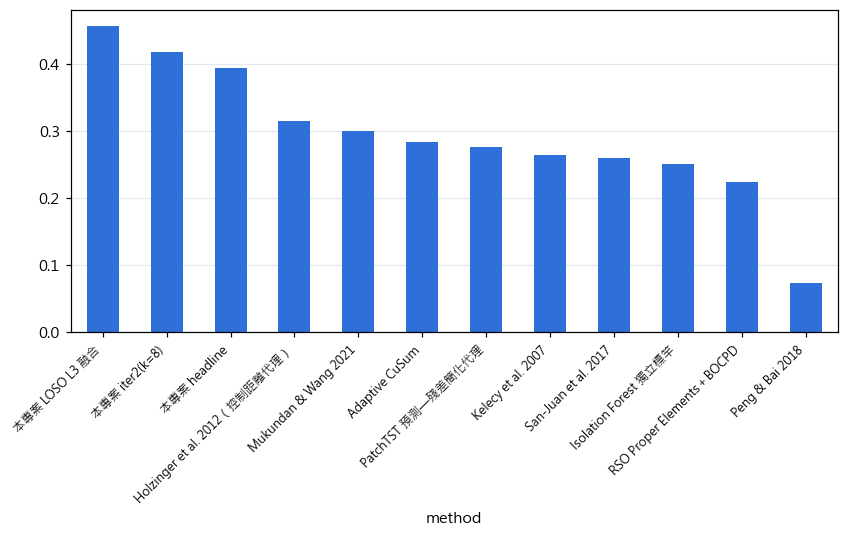 0.4
0.3
0.2
0.1
0.0
本專案 LOSO L3 融合
本專案 iter2(k=8)
本專案 headline
Holzinger et al. 2012（控制距離代理）
Mukundan & Wang 2021
Adaptive CuSum
PatchTST 預測—殘差簡化代理
Kelecy et al. 2007
San-Juan et al. 2017
Isolation Forest 獨立標竿
RSO Proper Elements + BOCPD
Peng & Bai 2018
method